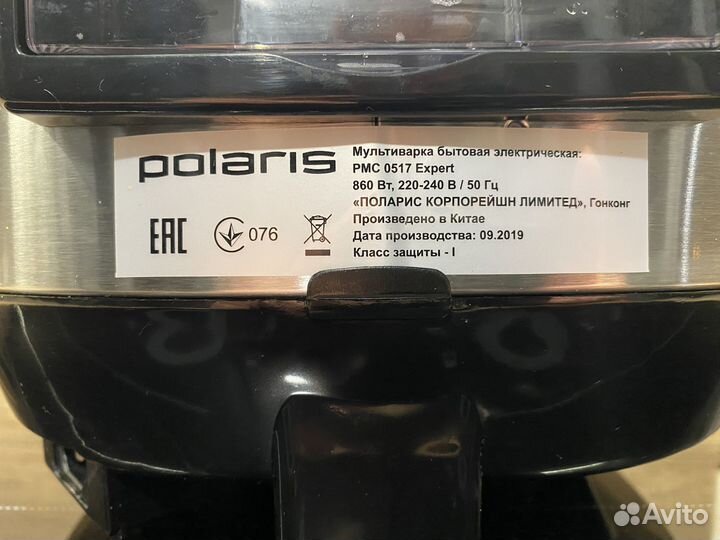 polaris
Мультиварка бытовая электрическая:
PMC 0517 Expert
860 Вт, 220-240 В / 50 Гц
«ПОЛАРИС КОРПОРЕЙШН ЛИМИТЕД», Гонконг
Произведено в Китае
Дата производства: 09.2019
Класс защиты - I
EAC
076
Avito